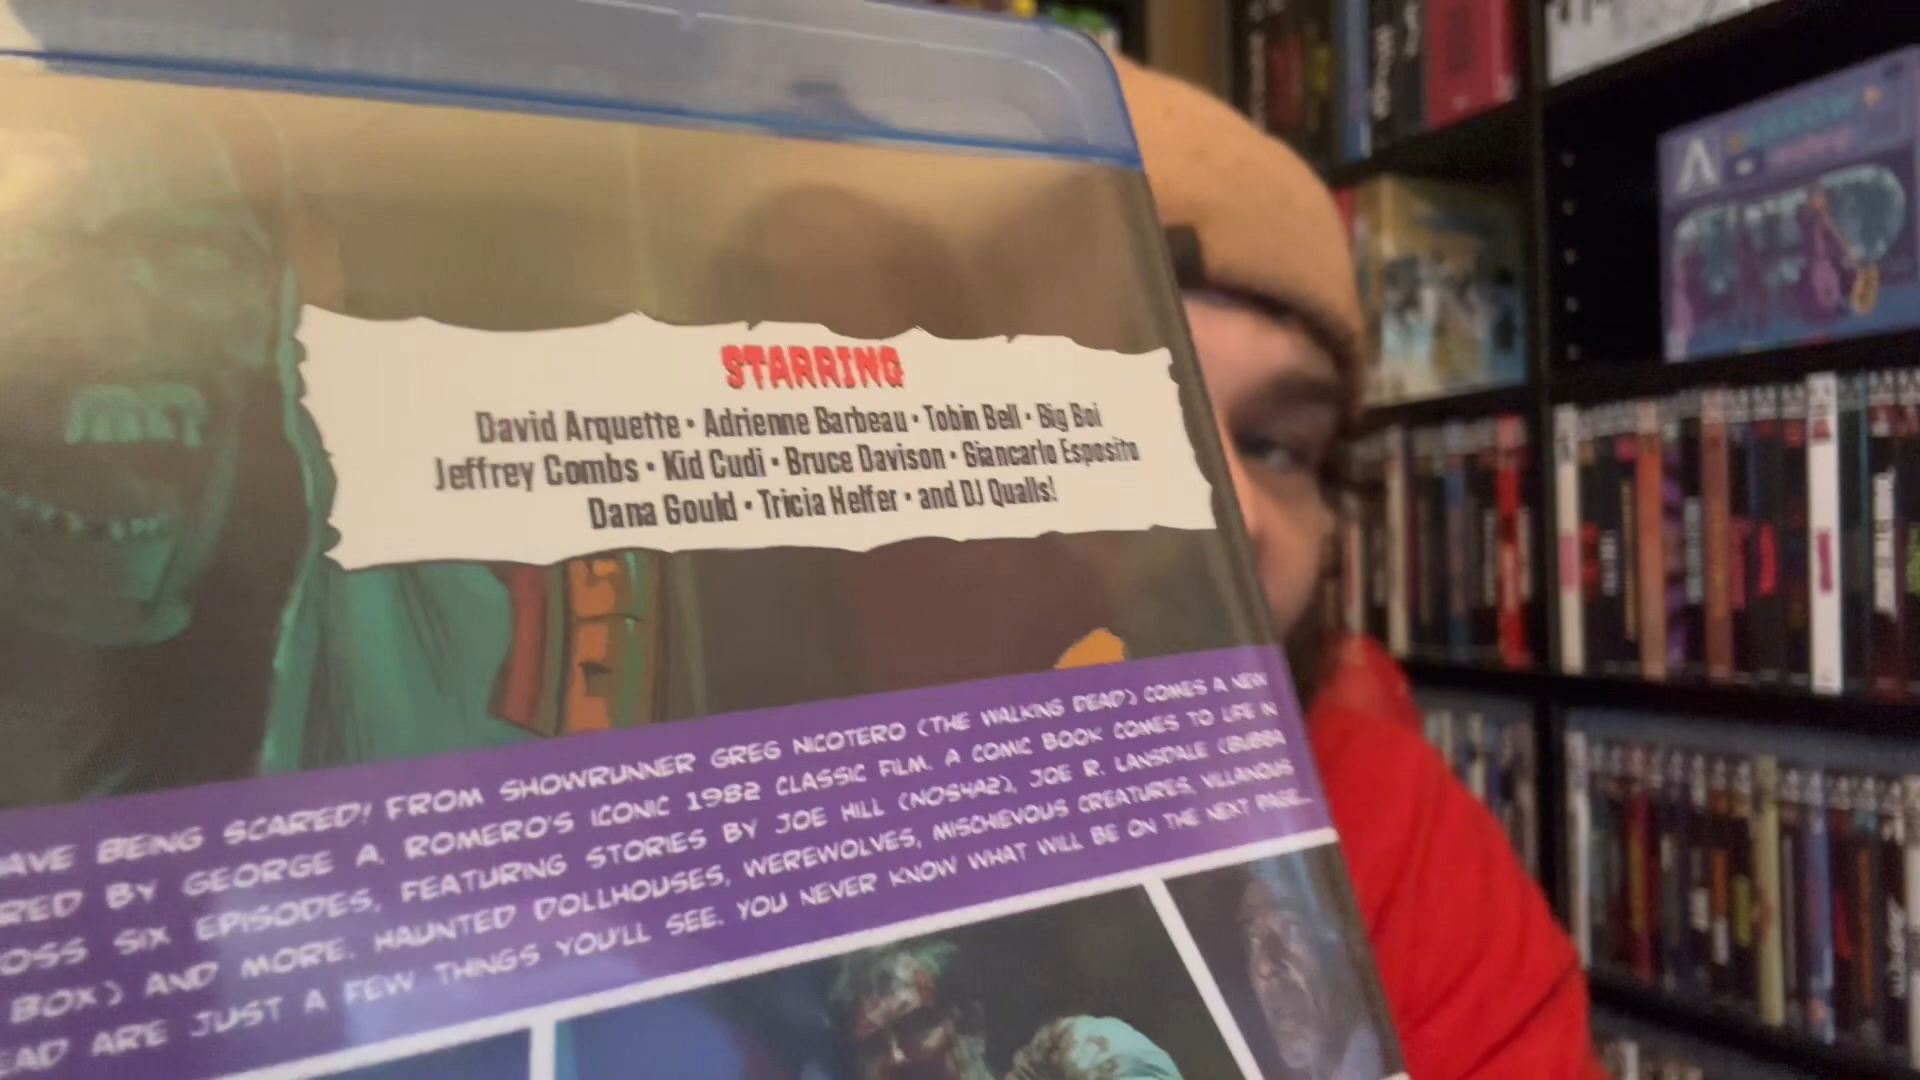 STARRING
David Arquette • Adrienne Barbeau • Tobin Bell • Big Boi
Jeffrey Combs • Kid Cudi • Bruce Davison • Giancarlo Esposito
Dana Gould • Tricia Helfer • and DJ Qualls!
AVE BEING SCARED! FROM SHOWRUNNER GREG NICOTERO (THE WALKING DEAD) COMES A NEW
RED BY GEORGE A. ROMERO'S ICONIC 1982 CLASSIC FILM. A COMIC BOOK COMES TO LIFE IN
OSS SIX EPISODES, FEATURING STORIES BY JOE HILL (NOS4A2), JOE R. LANSDALE (BUBBA
BOX) AND MORE. HAUNTED DOLLHOUSES, WEREWOLVES, MISCHIEVOUS CREATURES, VILLAINOUS
EAD ARE JUST A FEW THINGS YOU'LL SEE. YOU NEVER KNOW WHAT WILL BE ON THE NEXT PAGE...